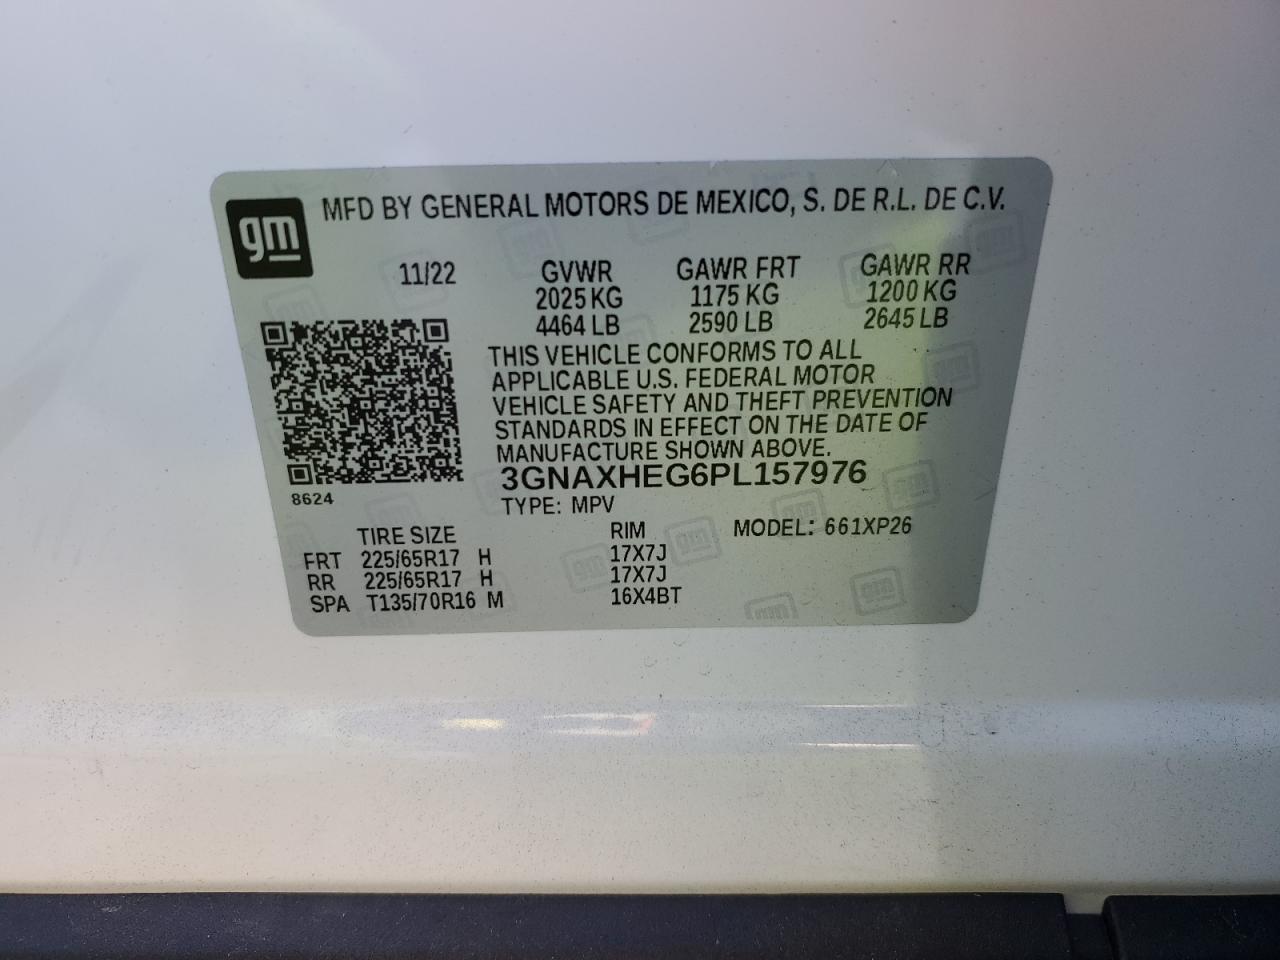 gm
MFD BY GENERAL MOTORS DE MEXICO, S. DE R.L. DE C.V.
11/22 GVWR GAWR FRT GAWR RR
2025 KG 1175 KG 1200 KG
4464 LB 2590 LB 2645 LB
THIS VEHICLE CONFORMS TO ALL
APPLICABLE U.S. FEDERAL MOTOR
VEHICLE SAFETY AND THEFT PREVENTION
STANDARDS IN EFFECT ON THE DATE OF
MANUFACTURE SHOWN ABOVE.
3GNAXHEG6PL157976
8624
TYPE: MPV
TIRE SIZE RIM MODEL: 661XP26
FRT 225/65R17 H 17X7J
RR 225/65R17 H 17X7J
SPA T135/70R16 M 16X4BT